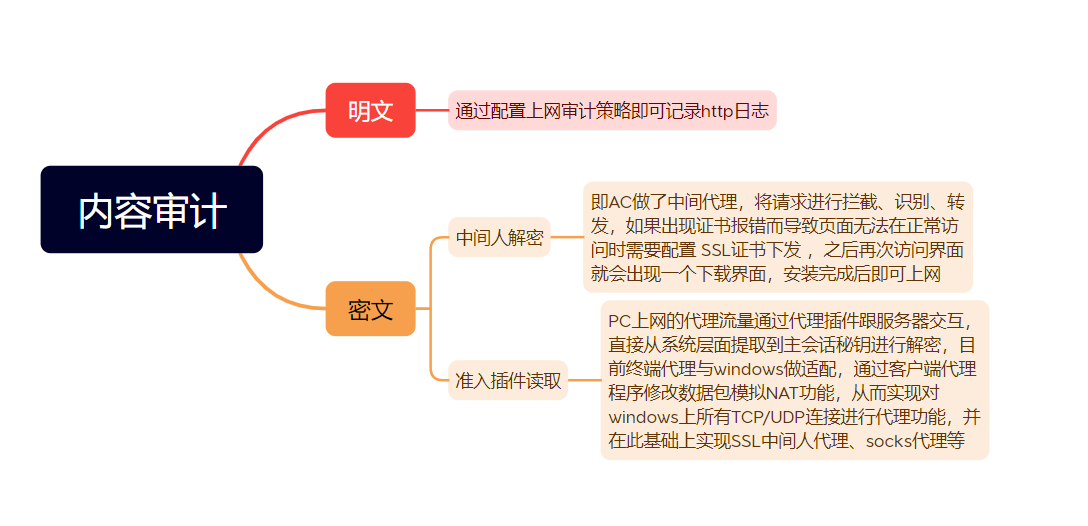 内容审计
明文
通过配置上网审计策略即可记录http日志
密文
中间人解密
即AC做了中间代理，将请求进行拦截、识别、转
发，如果出现证书报错而导致页面无法在正常访
问时需要配置 SSL证书下发 ，之后再次访问界面
就会出现一个下载界面，安装完成后即可上网
准入插件读取
PC上网的代理流量通过代理插件跟服务器交互，
直接从系统层面提取到主会话秘钥进行解密，目
前终端代理与windows做适配，通过客户端代理
程序修改数据包模拟NAT功能，从而实现对
windows上所有TCP/UDP连接进行代理功能，并
在此基础上实现SSL中间人代理、socks代理等